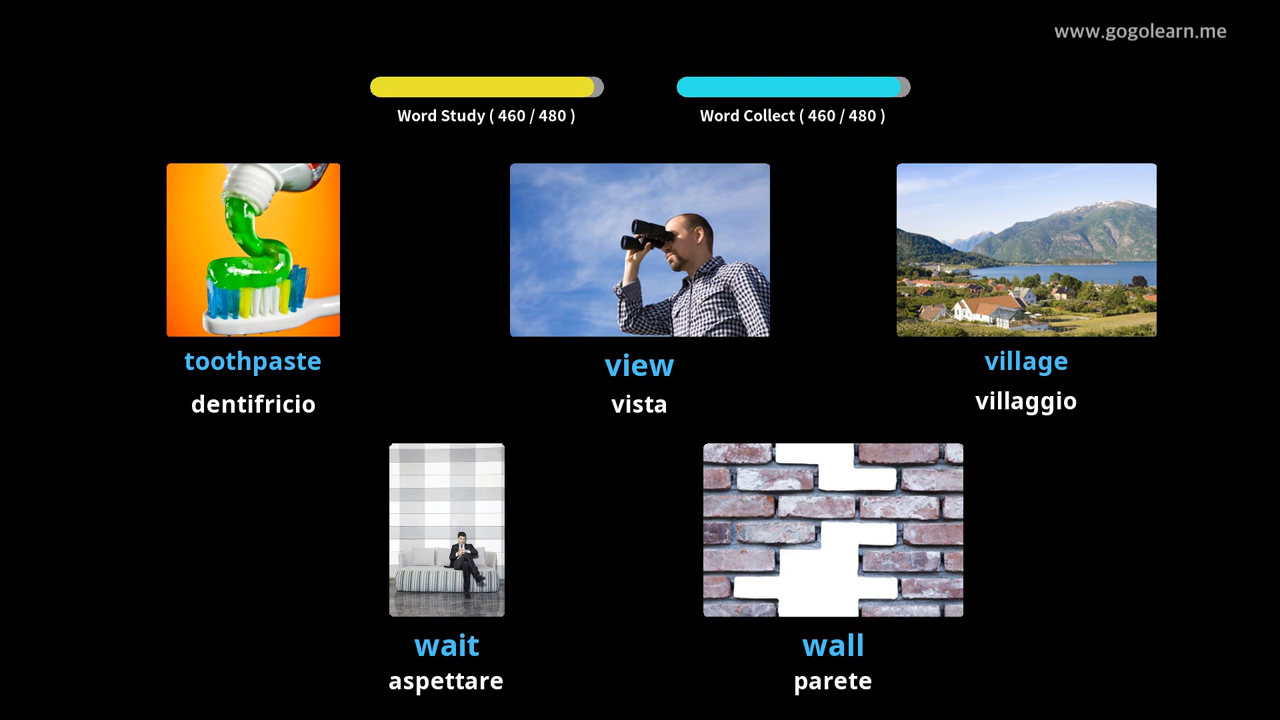 www.gogolearn.me
Word Study ( 460 / 480 )
Word Collect ( 460 / 480 )
toothpaste
dentifricio
view
vista
village
villaggio
wait
aspettare
wall
parete